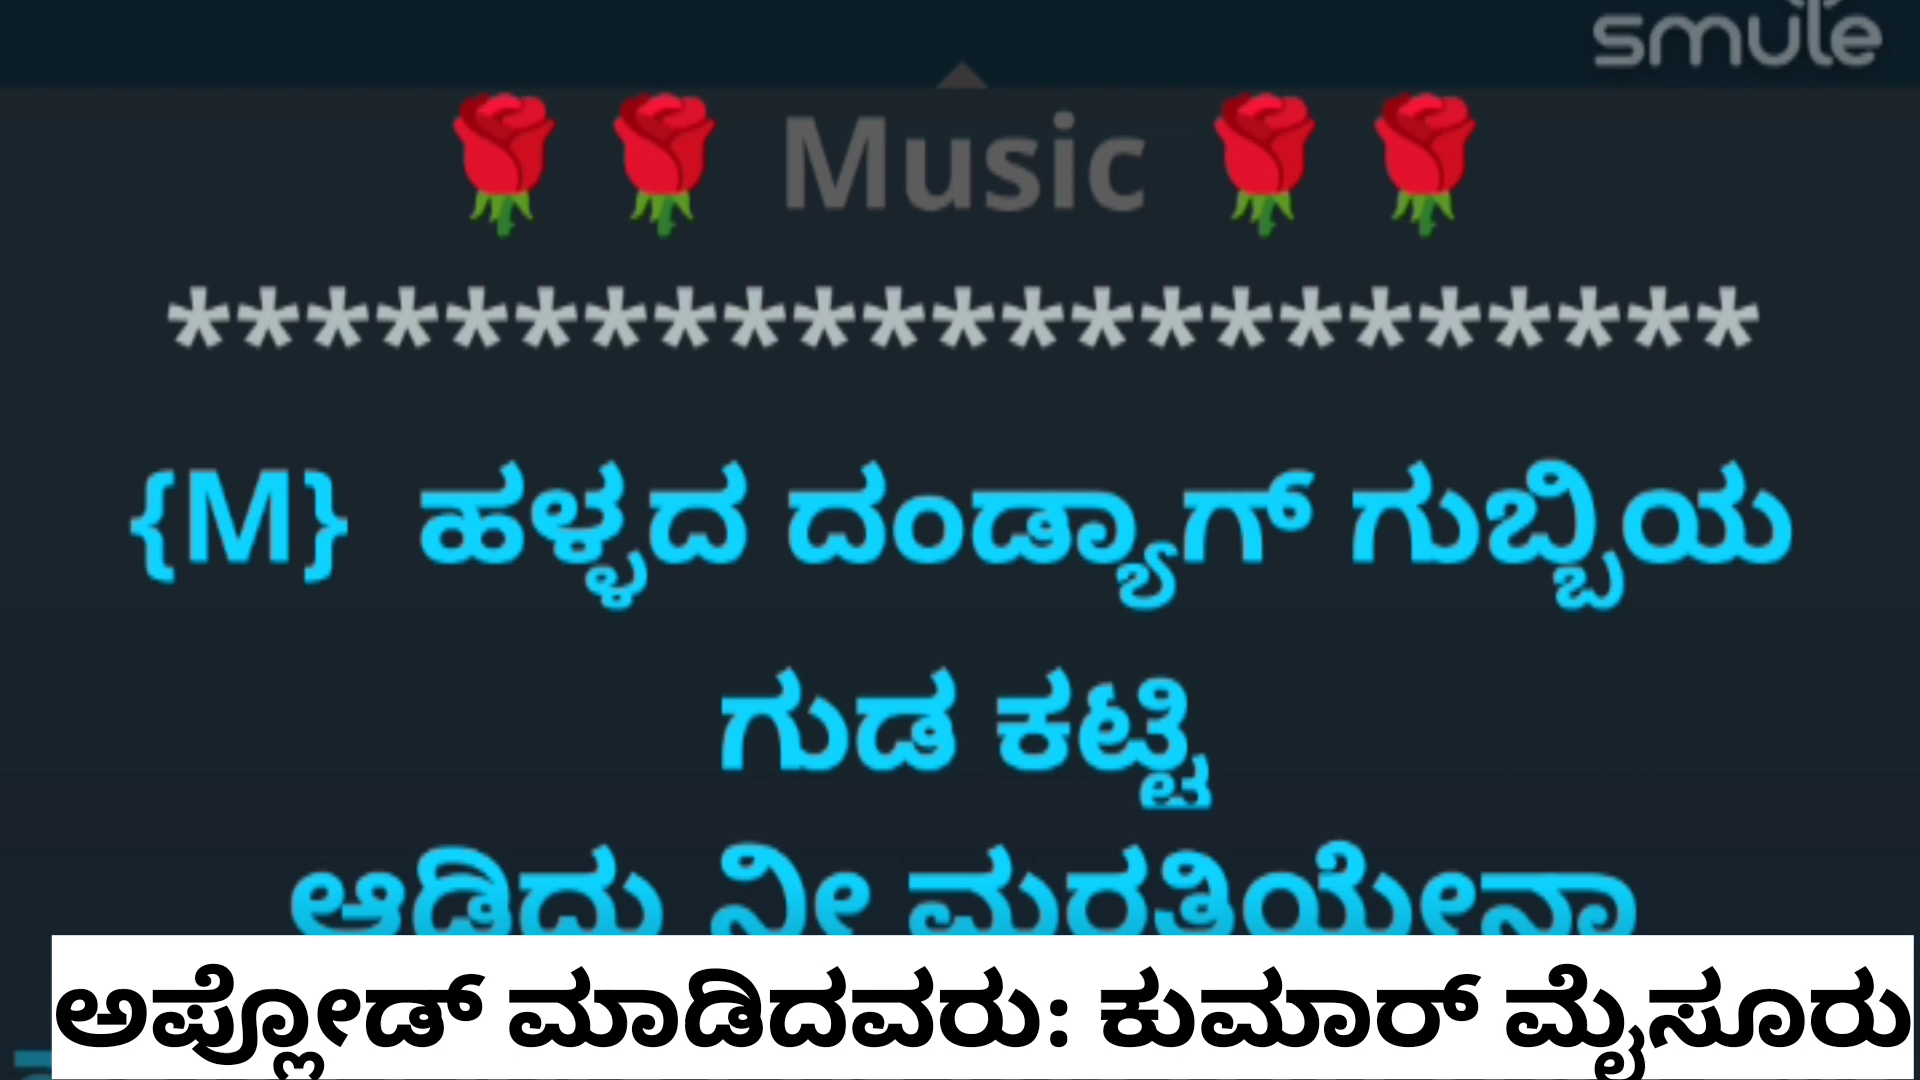 smule
🌹 🌹 Music 🌹 🌹
***********************
{M} ಹಳ್ಳದ ದಂಡ್ಯಾಗ್ ಗುಬ್ಬಿಯ
ಗುಡ ಕಟ್ಟಿ
ಆಡಿದು ನೀ ಮರತಿಯೇನಾ
ಅಪ್ಲೋಡ್ ಮಾಡಿದವರು: ಕುಮಾರ್ ಮೈಸೂರು